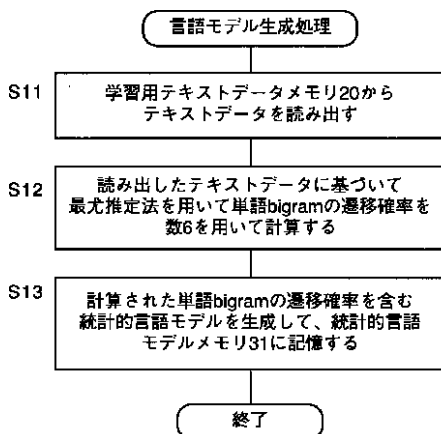 言語モデル生成処理
S11
学習用テキストデータメモリ20から
テキストデータを読み出す
S12
読み出したテキストデータに基づいて
最尤推定法を用いて単語bigramの遷移確率を
数6を用いて計算する
S13
計算された単語bigramの遷移確率を含む
統計的言語モデルを生成して、統計的言語
モデルメモリ31に記憶する
終了